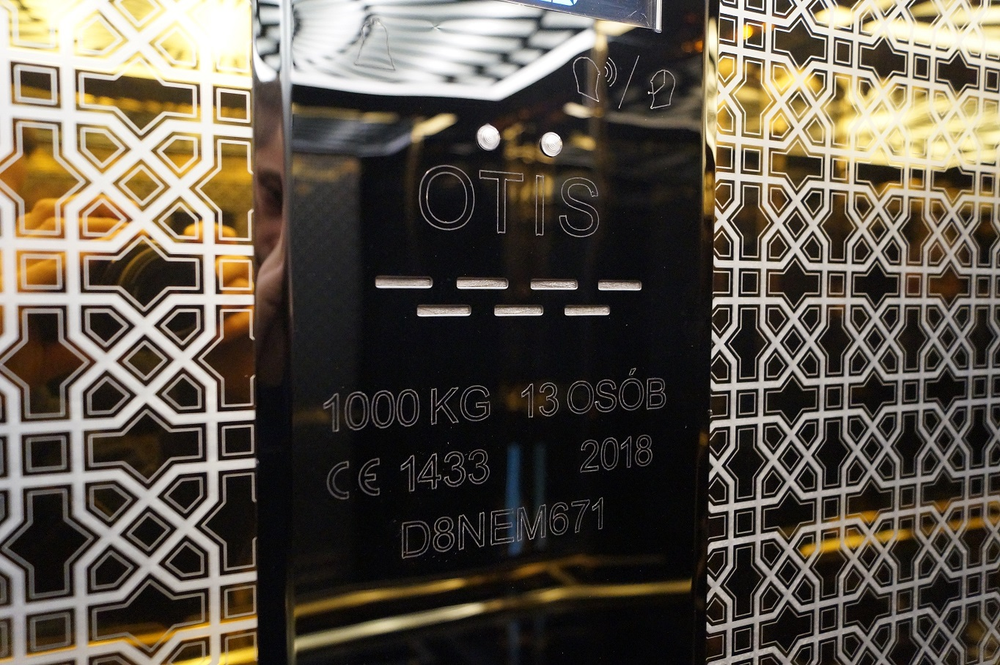 OTIS
1000 KG 13 OSÓB
CE 1433 2018
D8NEM671